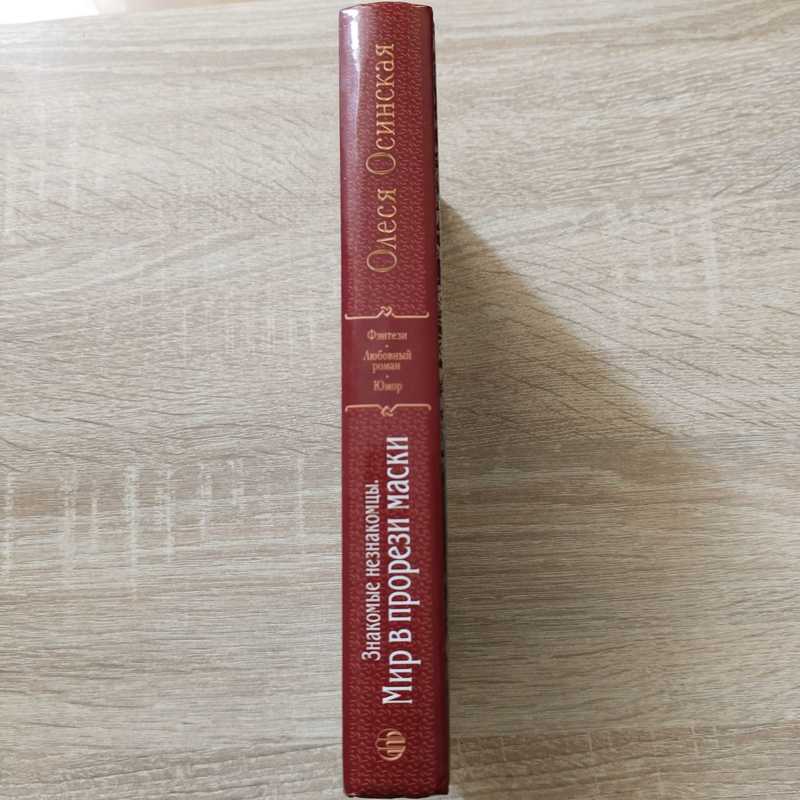 Олеся Осинская
Фэнтези
Любовный
роман
Юмор
Знакомые незнакомцы.
Мир в прорези маски